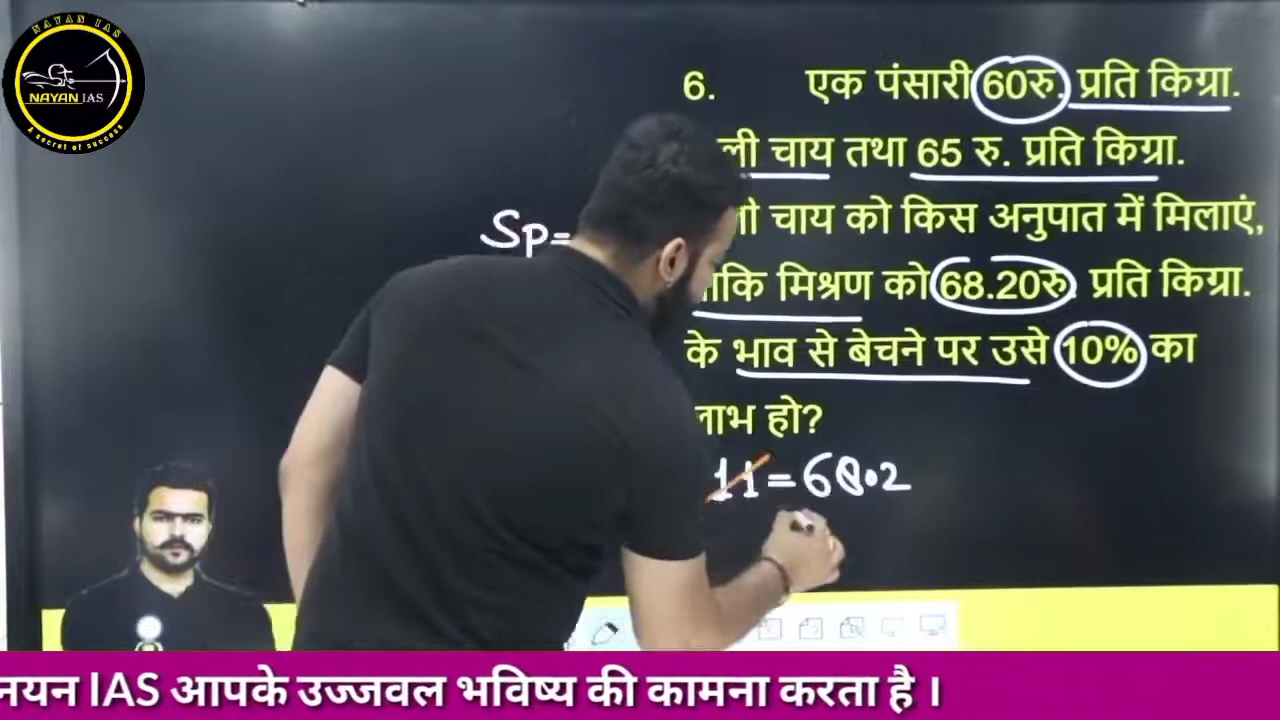 NAYAN IAS
NAYAN IAS
A secret of success
6. एक पंसारी 60रु. प्रति किग्रा.
चाय तथा 65 रु. प्रति किग्रा.
चाय को किस अनुपात में मिलाएं,
मिश्रण को 68.20रु. प्रति किग्रा.
के भाव से बेचने पर उसे 10% का
लाभ हो?
Sp=
11=68.2
नयन IAS आपके उज्जवल भविष्य की कामना करता है ।